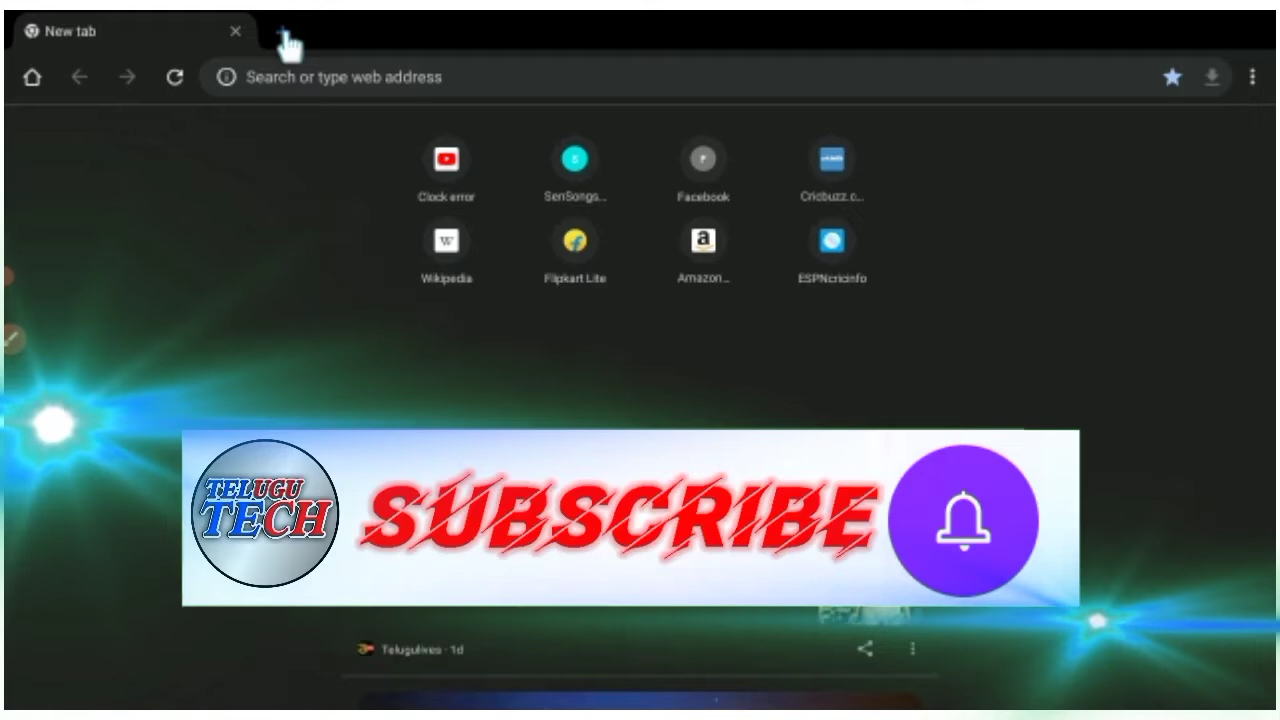 New tab
Search or type web address
Clock error
SenSongs...
Facebook
Cricbuzz.c...
Wikipedia
Flipkart Lite
Amazon...
ESPNcricinfo
TELUGU
TECH
SUBSCRIBE
Telugulives · 1d